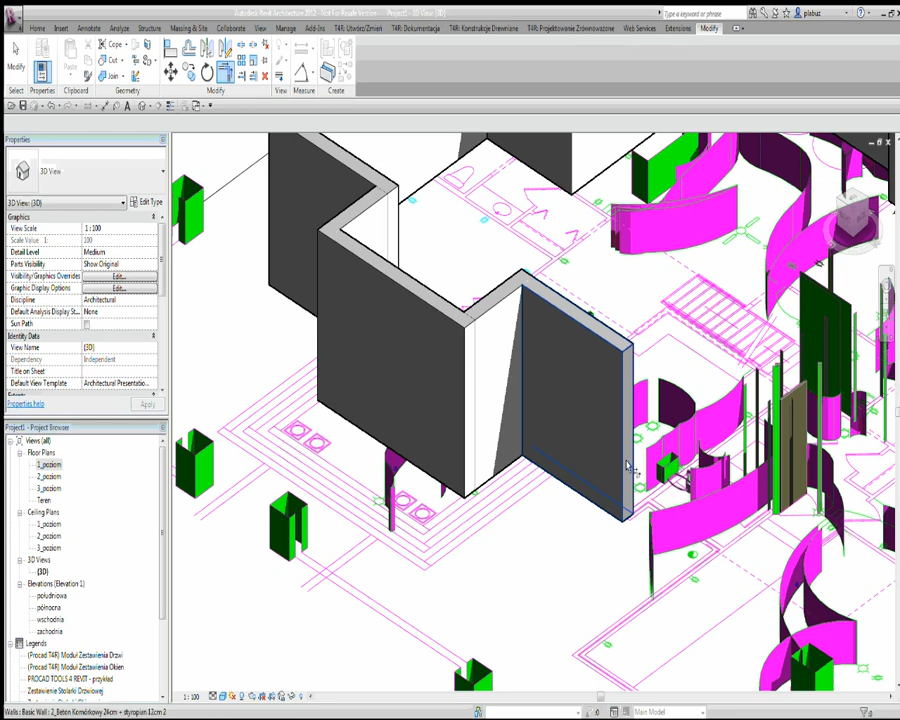 Autodesk Revit Architecture 2012 - Not For Resale Version - Project1 - 3D View: {3D}
Type a keyword or phrase
plabuz
Home Insert Annotate Analyze Structure Massing & Site Collaborate View Manage Add-Ins T4R: Utwórz/Zmień T4R: Dokumentacja T4R: Konstrukcje Drewniane T4R: Projektowanie Zrównoważone Web Services Extensions Modify
Cope
Cut
Join
Modify Properties Paste
Select Properties Clipboard Geometry Modify View Measure Create
Properties
3D View
3D View: {3D} Edit Type
Graphics
View Scale 1 : 100
Scale Value 1: 100
Detail Level Medium
Parts Visibility Show Original
Visibility/Graphics Overrides Edit...
Graphic Display Options Edit...
Discipline Architectural
Default Analysis Display St... None
Sun Path
Identity Data
View Name {3D}
Dependency Independent
Title on Sheet
Default View Template Architectural Presentatio...
Extents
Properties help Apply
Project1 - Project Browser
Views (all)
Floor Plans
1_poziom
2_poziom
3_poziom
Teren
Ceiling Plans
1_poziom
2_poziom
3_poziom
3D Views
{3D}
Elevations (Elevation 1)
południowa
północna
wschodnia
zachodnia
Legends
(Procad T4R) Moduł Zestawienia Drzwi
(Procad T4R) Moduł Zestawienia Okien
PROCAD TOOLS 4 REVIT - przykład
Zestawienie Stolarki Drzwiowej
1 : 100
Walls : Basic Wall : Z_Beton Komórkowy 24cm + styropian 12cm 2
:0 Main Model :0